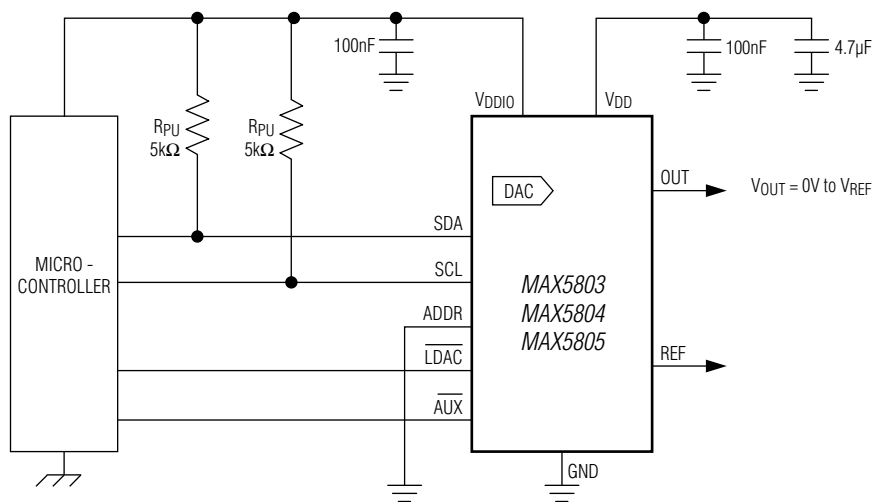 100nF
100nF
4.7µF
VDDIO
VDD
RPU
5kΩ
RPU
5kΩ
DAC
OUT
VOUT = 0V to VREF
SDA
MICRO -
CONTROLLER
SCL
MAX5803
MAX5804
MAX5805
ADDR
LDAC
REF
AUX
GND